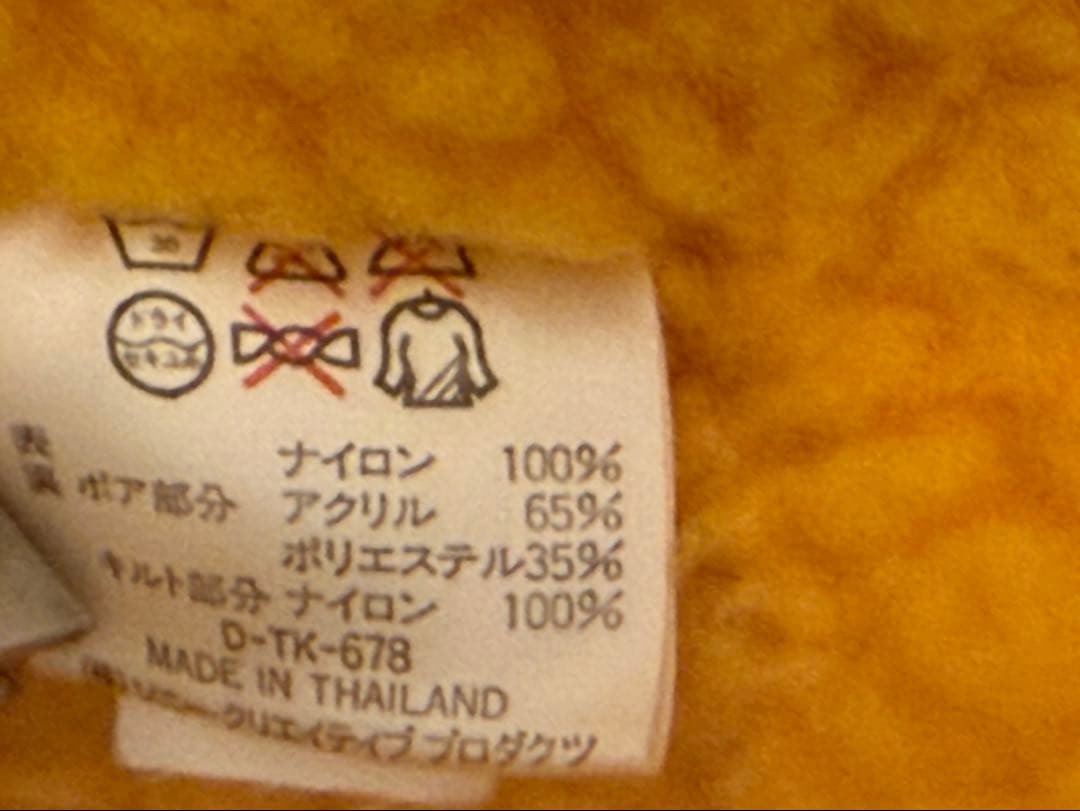 30
ドライ
セキユ系
表 ナイロン 100%
裏 ボア部分 アクリル 65%
ポリエステル35%
キルト部分 ナイロン 100%
D-TK-678
MADE IN THAILAND
クリエイティブプロダクツ